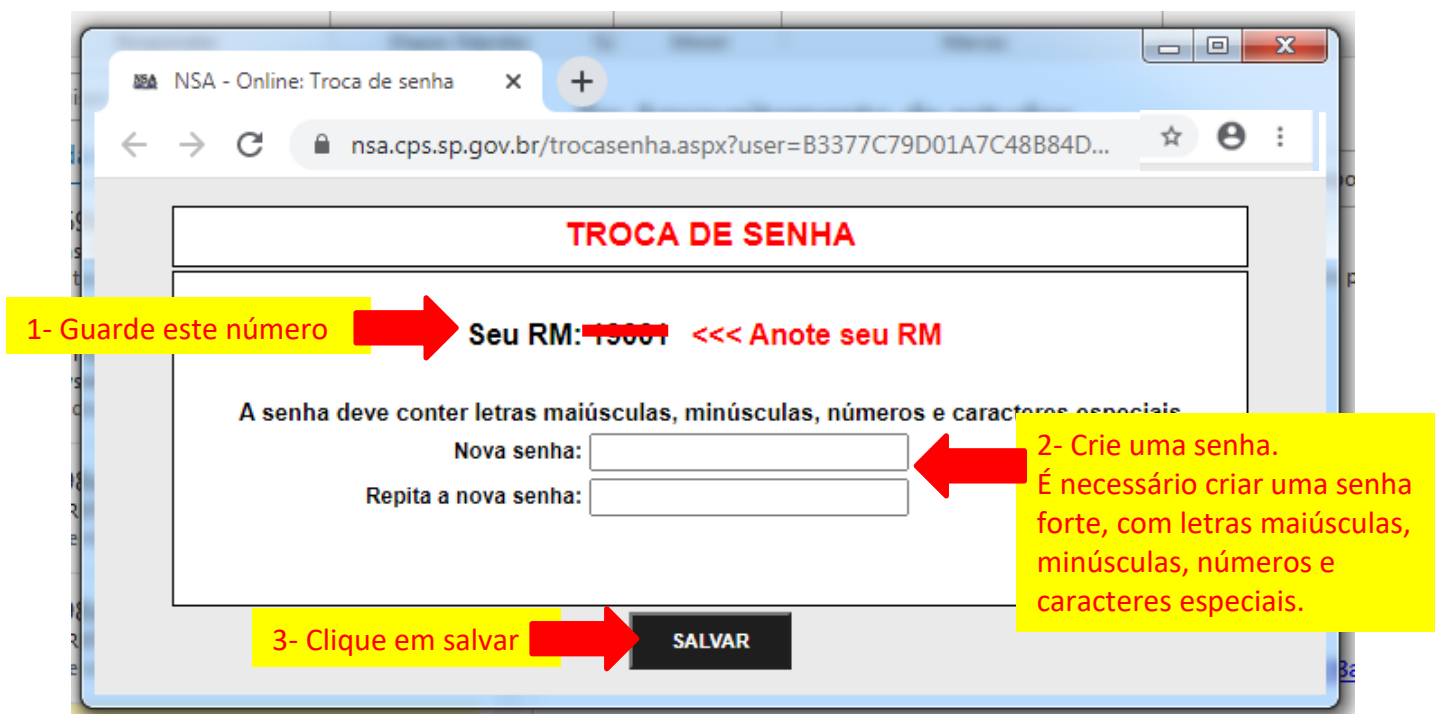 NSA - Online: Troca de senha
nsa.cps.sp.gov.br/trocasenha.aspx?user=B3377C79D01A7C48B84D...
TROCA DE SENHA
1- Guarde este número
Seu RM: <<< Anote seu RM
A senha deve conter letras maiúsculas, minúsculas, números e caracteres especiais
Nova senha:
Repita a nova senha:
2- Crie uma senha.
É necessário criar uma senha
forte, com letras maiúsculas,
minúsculas, números e
caracteres especiais.
3- Clique em salvar
SALVAR